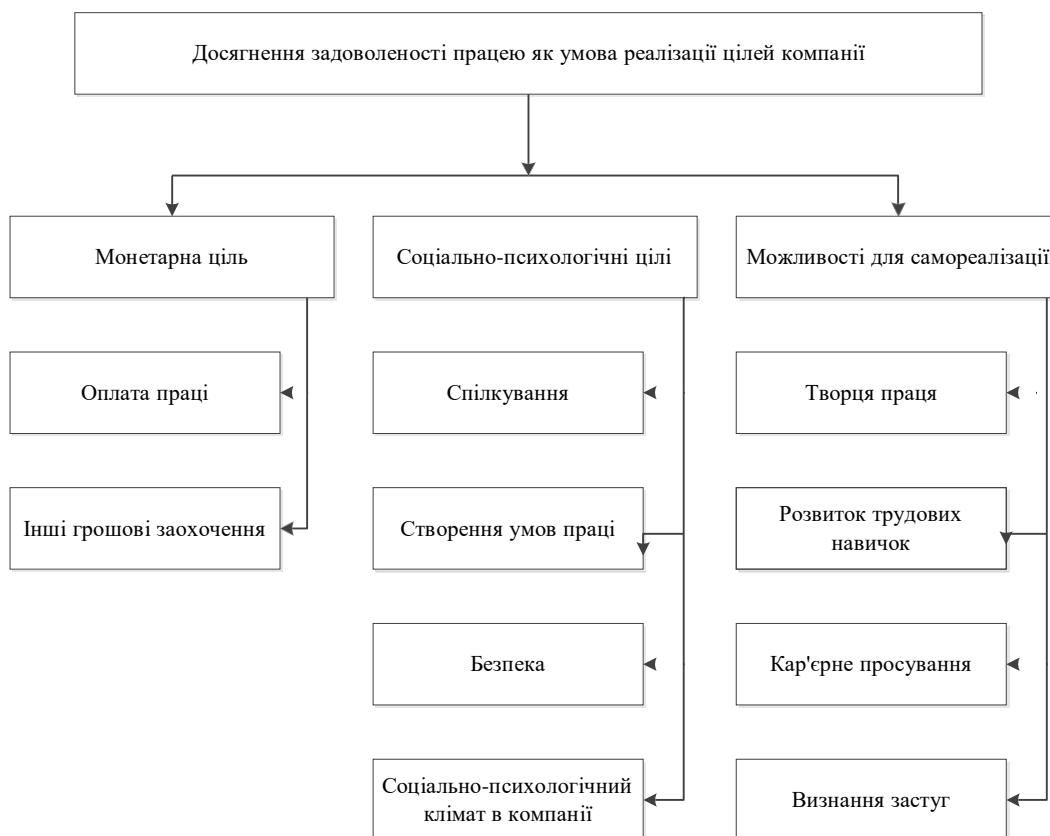 Досягнення задоволеності працею як умова реалізації цілей компанії
Монетарна ціль
Соціально-психологічні цілі
Можливості для самореалізації
Оплата праці
Спілкування
Творця праця
Інші грошові заохочення
Створення умов праці
Розвиток трудових
навичок
Безпека
Кар'єрне просування
Соціально-психологічний
клімат в компанії
Визнання застуг